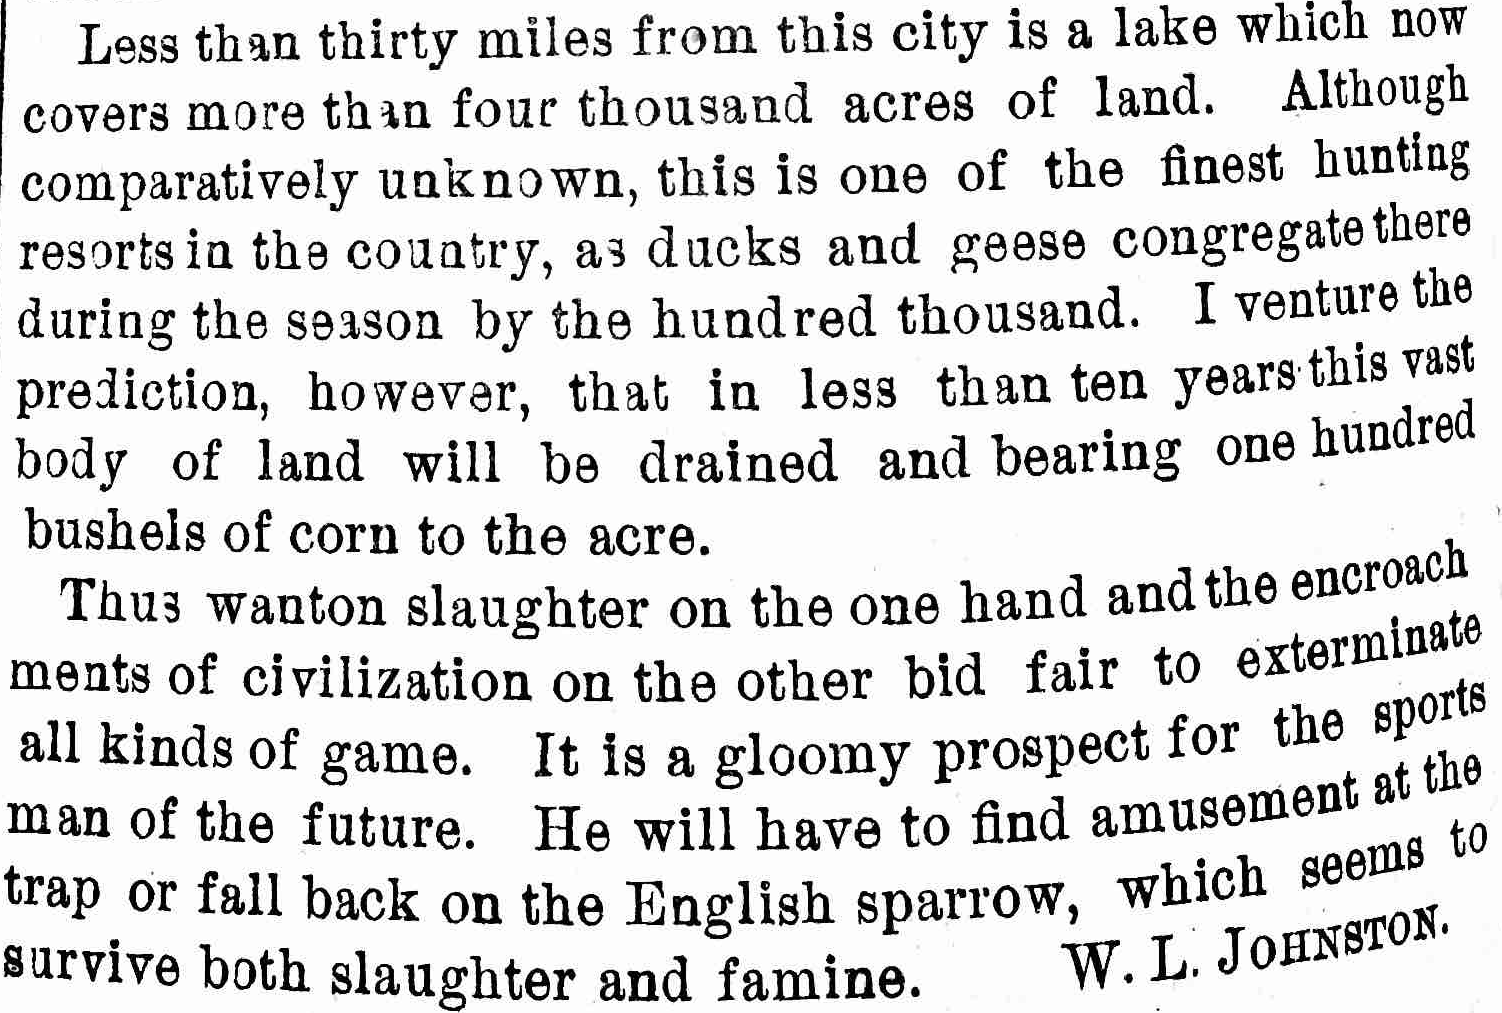 Less than thirty miles from this city is a lake which now
covers more than four thousand acres of land. Although
comparatively unknown, this is one of the finest hunting
resorts in the country, as ducks and geese congregate there
during the season by the hundred thousand. I venture the
prediction, however, that in less than ten years this vast
body of land will be drained and bearing one hundred
bushels of corn to the acre.
Thus wanton slaughter on the one hand and the encroach
ments of civilization on the other bid fair to exterminate
all kinds of game. It is a gloomy prospect for the sports
man of the future. He will have to find amusement at the
trap or fall back on the English sparrow, which seems to
survive both slaughter and famine. W. L. JOHNSTON.